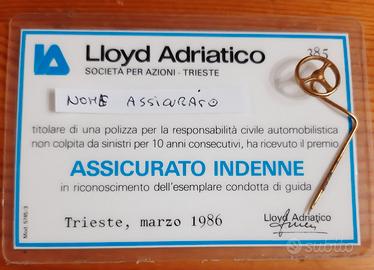 Lloyd Adriatico
SOCIETÀ PER AZIONI - TRIESTE
385
NOME ASSICURATO
titolare di una polizza per la responsabilità civile automobilistica
non colpita da sinistri per 10 anni consecutivi, ha ricevuto il premio
ASSICURATO INDENNE
in riconoscimento dell'esemplare condotta di guida
Trieste, marzo 1986
Lloyd Adriatico
subito